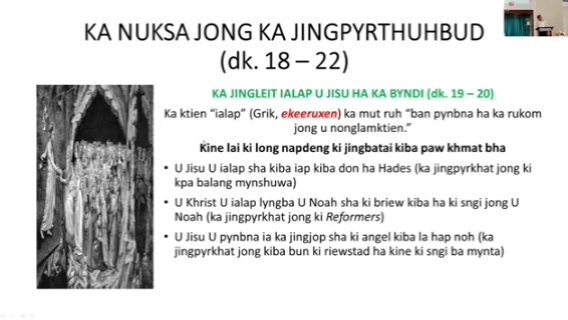 KA NUKSA JONG KA JINGPYRTHUHBUD
(dk. 18 – 22)
KA JINGLEIT IALAP U JISU HA KA BYNDI (dk. 19 – 20)
Ka ktien “ialap” (Grik, ekeeruxen) ka mut ruh “ban pynbna ha ka rukom
jong u nonglamktien.”
Kine lai ki long napdeng ki jingbatai kiba paw khmat bha
• U Jisu U ialap sha kiba iap kiba don ha Hades (ka jingpyrkhat jong ki
kpa balang mynshuwa)
• U Khrist U ialap lyngba U Noah sha ki briew kiba ha ki sngi jong U
Noah (ka jingpyrkhat jong ki Reformers)
• U Jisu U pynbna ia ka jingjop sha ki angel kiba la hap noh (ka
jingpyrkhat jong kiba bun ki riewstad ha kine ki sngi ba mynta)